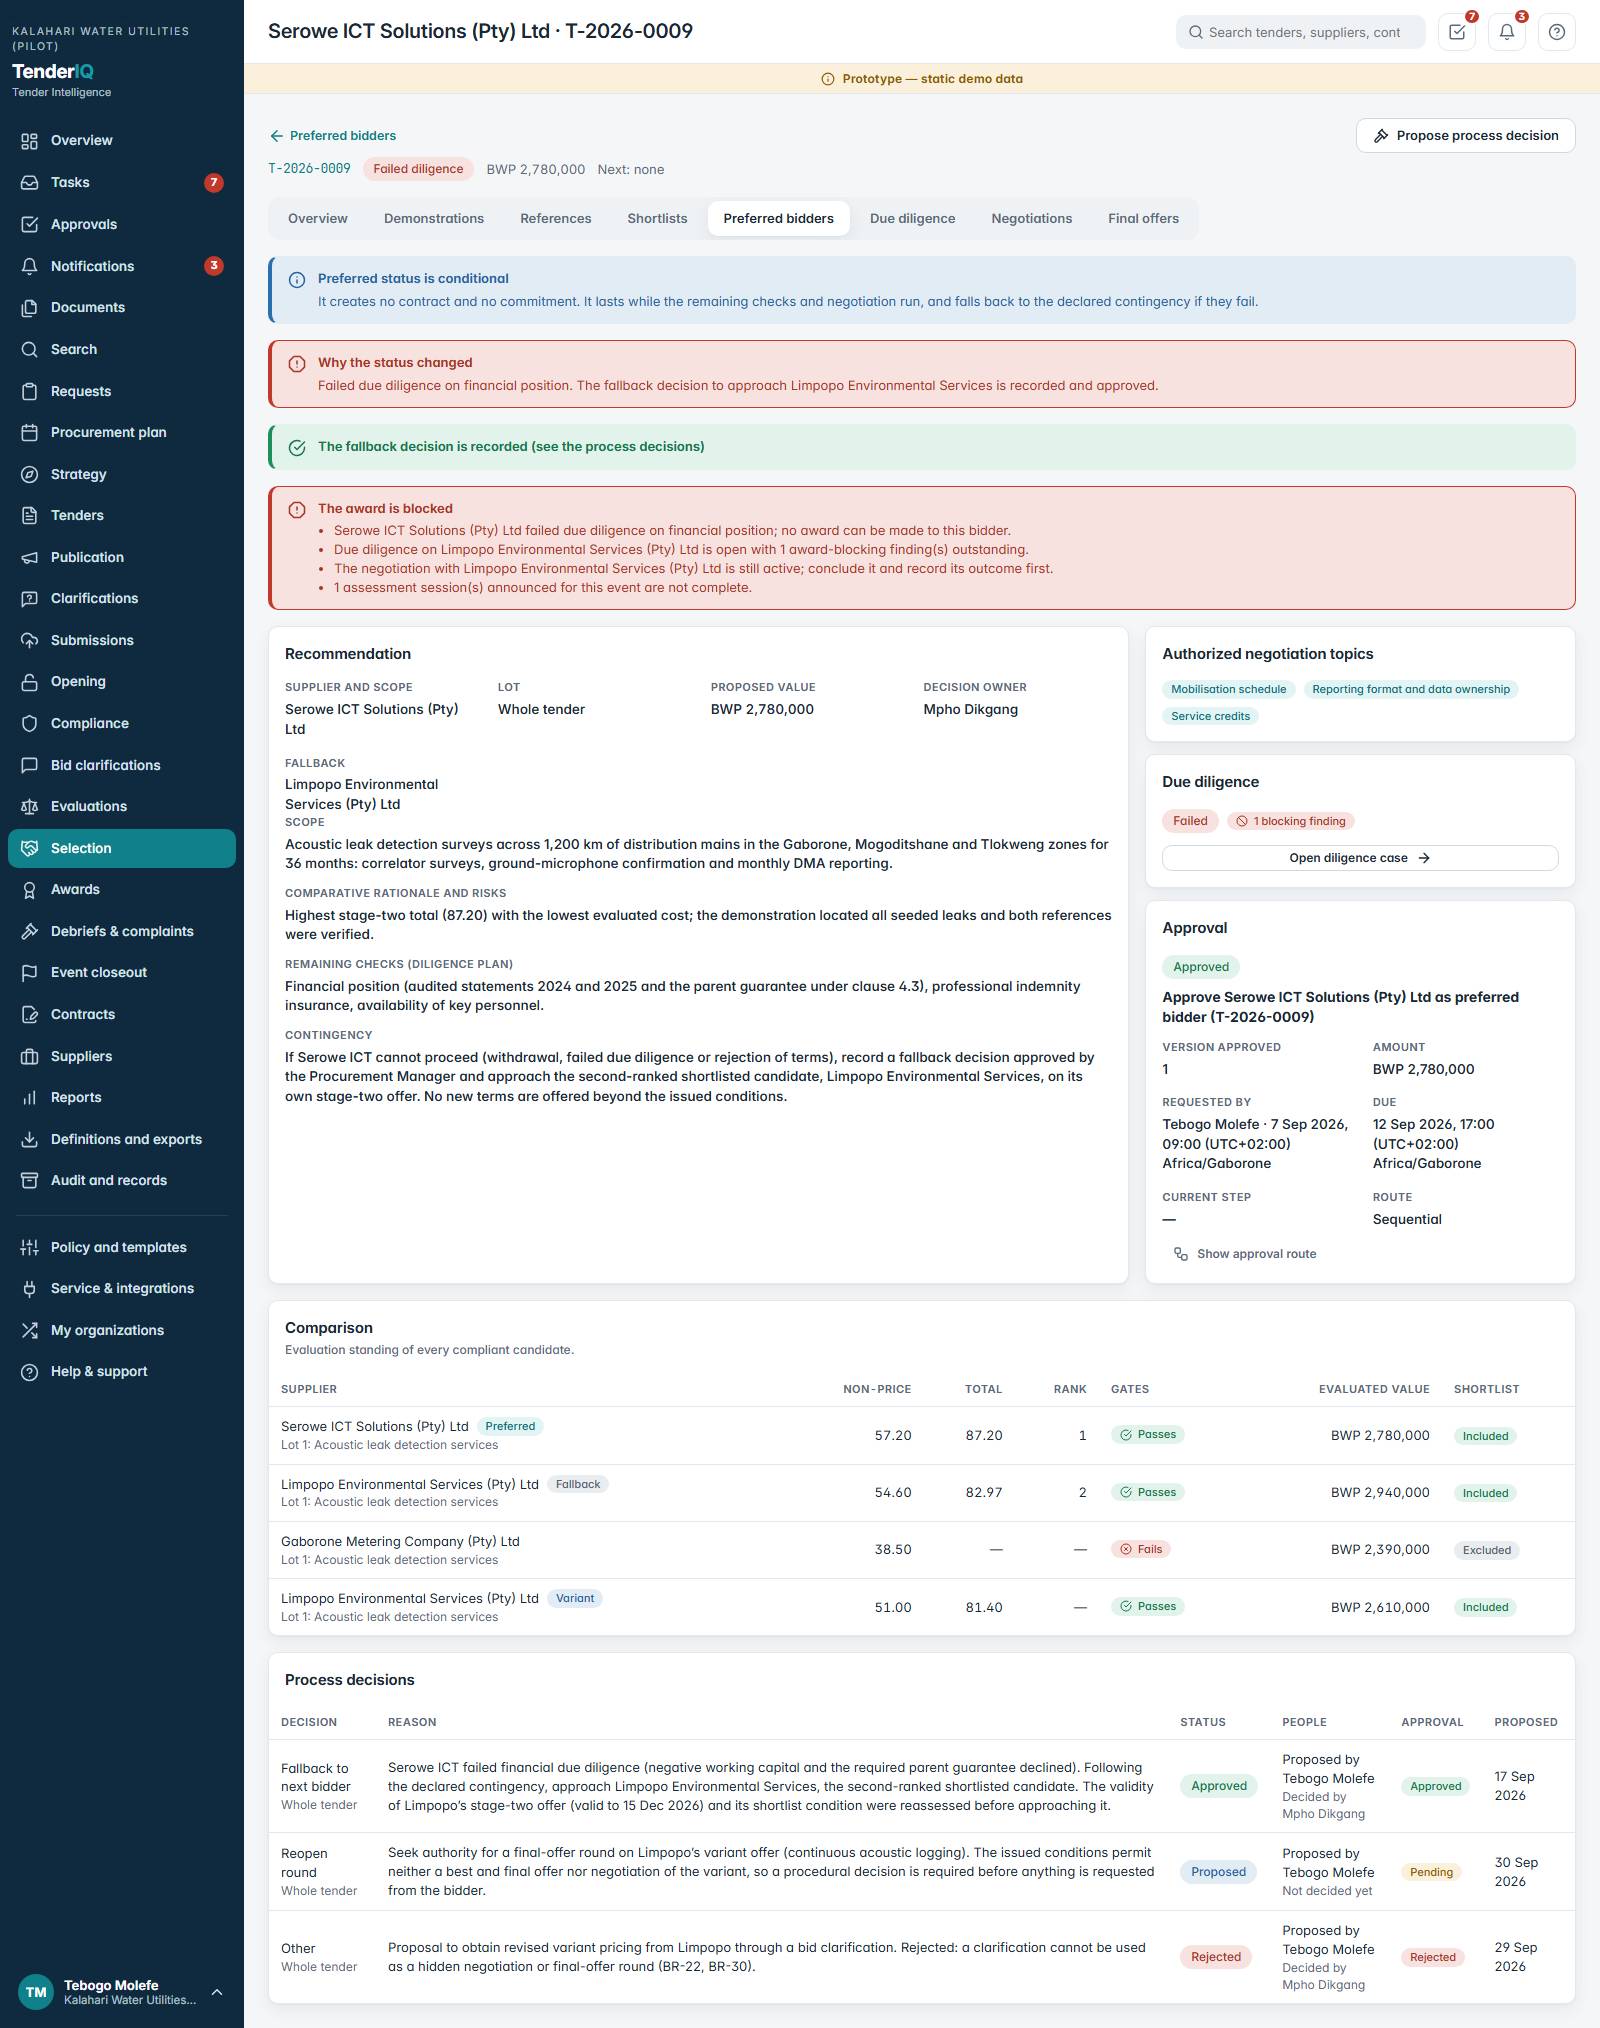 KALAHARI WATER UTILITIES
(PILOT)
TenderIQ
Tender Intelligence
Overview
Tasks 7
Approvals
Notifications 3
Documents
Search
Requests
Procurement plan
Strategy
Tenders
Publication
Clarifications
Submissions
Opening
Compliance
Bid clarifications
Evaluations
Selection
Awards
Debriefs & complaints
Event closeout
Contracts
Suppliers
Reports
Definitions and exports
Audit and records
Policy and templates
Service & integrations
My organizations
Help & support
TM
Tebogo Molefe
Kalahari Water Utilities...
Serowe ICT Solutions (Pty) Ltd · T-2026-0009
Search tenders, suppliers, cont
7
3
Prototype — static demo data
Preferred bidders
Propose process decision
T-2026-0009 Failed diligence BWP 2,780,000 Next: none
Overview Demonstrations References Shortlists Preferred bidders Due diligence Negotiations Final offers
Preferred status is conditional
It creates no contract and no commitment. It lasts while the remaining checks and negotiation run, and falls back to the declared contingency if they fail.
Why the status changed
Failed due diligence on financial position. The fallback decision to approach Limpopo Environmental Services is recorded and approved.
The fallback decision is recorded (see the process decisions)
The award is blocked
• Serowe ICT Solutions (Pty) Ltd failed due diligence on financial position; no award can be made to this bidder.
• Due diligence on Limpopo Environmental Services (Pty) Ltd is open with 1 award-blocking finding(s) outstanding.
• The negotiation with Limpopo Environmental Services (Pty) Ltd is still active; conclude it and record its outcome first.
• 1 assessment session(s) announced for this event are not complete.
Recommendation
SUPPLIER AND SCOPE LOT PROPOSED VALUE DECISION OWNER
Serowe ICT Solutions (Pty) Whole tender BWP 2,780,000 Mpho Dikgang
Ltd
FALLBACK
Limpopo Environmental
Services (Pty) Ltd
SCOPE
Acoustic leak detection surveys across 1,200 km of distribution mains in the Gaborone, Mogoditshane and Tlokweng zones for
36 months: correlator surveys, ground-microphone confirmation and monthly DMA reporting.
COMPARATIVE RATIONALE AND RISKS
Highest stage-two total (87.20) with the lowest evaluated cost; the demonstration located all seeded leaks and both references
were verified.
REMAINING CHECKS (DILIGENCE PLAN)
Financial position (audited statements 2024 and 2025 and the parent guarantee under clause 4.3), professional indemnity
insurance, availability of key personnel.
CONTINGENCY
If Serowe ICT cannot proceed (withdrawal, failed due diligence or rejection of terms), record a fallback decision approved by
the Procurement Manager and approach the second-ranked shortlisted candidate, Limpopo Environmental Services, on its
own stage-two offer. No new terms are offered beyond the issued conditions.
Authorized negotiation topics
Mobilisation schedule Reporting format and data ownership
Service credits
Due diligence
Failed 1 blocking finding
Open diligence case
Approval
Approved
Approve Serowe ICT Solutions (Pty) Ltd as preferred
bidder (T-2026-0009)
VERSION APPROVED AMOUNT
1 BWP 2,780,000
REQUESTED BY DUE
Tebogo Molefe · 7 Sep 2026, 12 Sep 2026, 17:00
09:00 (UTC+02:00) (UTC+02:00)
Africa/Gaborone Africa/Gaborone
CURRENT STEP ROUTE
— Sequential
Show approval route
Comparison
Evaluation standing of every compliant candidate.
SUPPLIER NON-PRICE TOTAL RANK GATES EVALUATED VALUE SHORTLIST
Serowe ICT Solutions (Pty) Ltd Preferred 57.20 87.20 1 Passes BWP 2,780,000 Included
Lot 1: Acoustic leak detection services
Limpopo Environmental Services (Pty) Ltd Fallback 54.60 82.97 2 Passes BWP 2,940,000 Included
Lot 1: Acoustic leak detection services
Gaborone Metering Company (Pty) Ltd 38.50 — — Fails BWP 2,390,000 Excluded
Lot 1: Acoustic leak detection services
Limpopo Environmental Services (Pty) Ltd Variant 51.00 81.40 — Passes BWP 2,610,000 Included
Lot 1: Acoustic leak detection services
Process decisions
DECISION REASON STATUS PEOPLE APPROVAL PROPOSED
Fallback to
next bidder
Whole tender
Serowe ICT failed financial due diligence (negative working capital and the required parent guarantee declined). Following
the declared contingency, approach Limpopo Environmental Services, the second-ranked shortlisted candidate. The validity
of Limpopo's stage-two offer (valid to 15 Dec 2026) and its shortlist condition were reassessed before approaching it.
Approved
Proposed by
Tebogo Molefe
Decided by
Mpho Dikgang
Approved
17 Sep
2026
Reopen
round
Whole tender
Seek authority for a final-offer round on Limpopo's variant offer (continuous acoustic logging). The issued conditions permit
neither a best and final offer nor negotiation of the variant, so a procedural decision is required before anything is requested
from the bidder.
Proposed
Proposed by
Tebogo Molefe
Not decided yet
Pending
30 Sep
2026
Other
Whole tender
Proposal to obtain revised variant pricing from Limpopo through a bid clarification. Rejected: a clarification cannot be used
as a hidden negotiation or final-offer round (BR-22, BR-30).
Rejected
Proposed by
Tebogo Molefe
Decided by
Mpho Dikgang
Rejected
29 Sep
2026